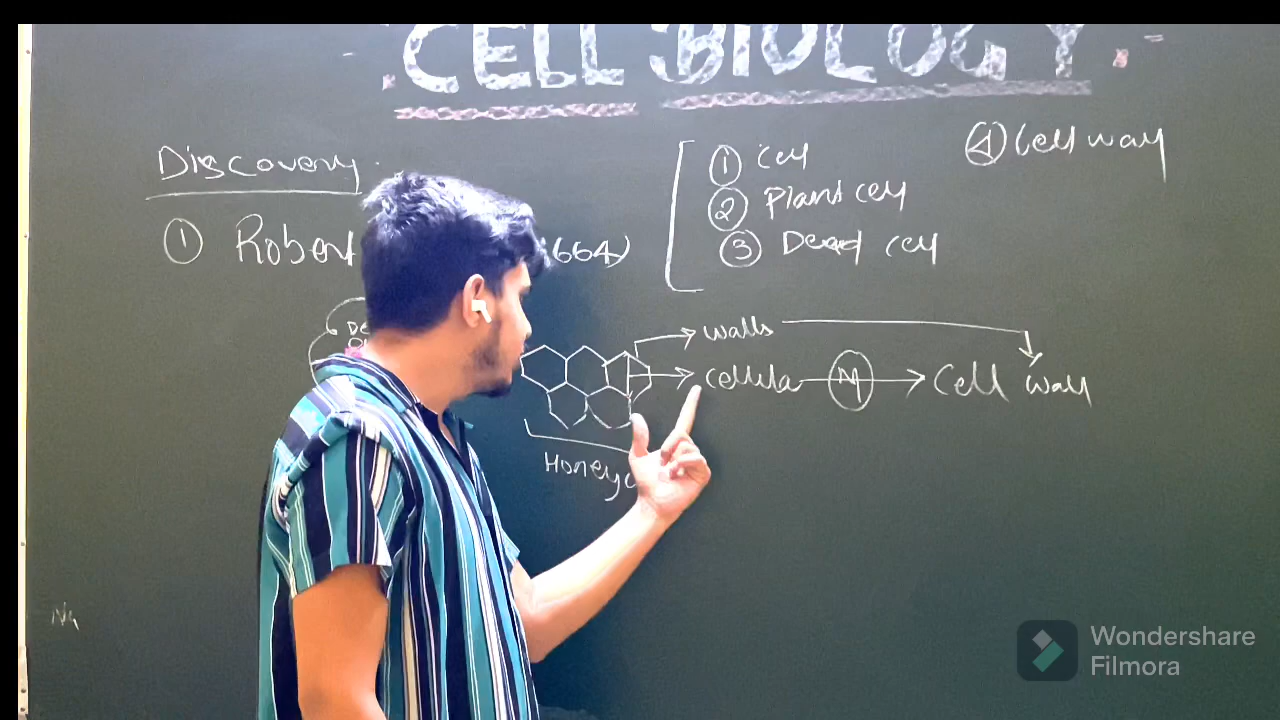 CELL BIOLOGY
Discovery
① Robert
664)
① Cell
② Plant cell
③ Dead cell
④ Cell wall
walls
Cellula
Cell wall
Honeyc
Wondershare
Filmora